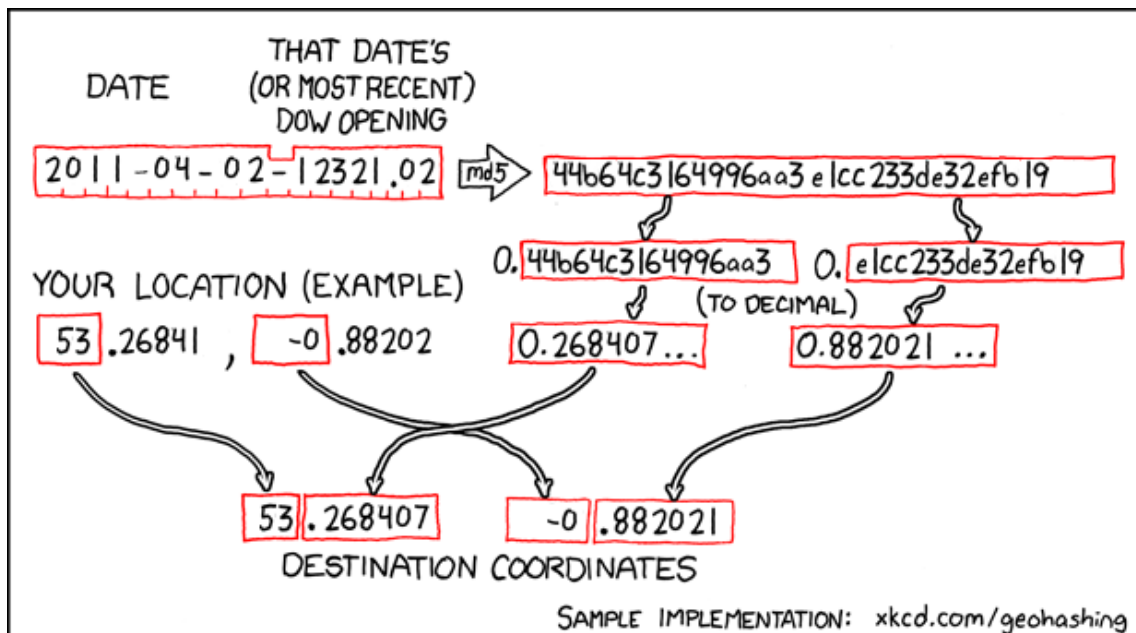 THAT DATE'S
DATE (OR MOST RECENT)
DOW OPENING
2011-04-02-12321.02 md5 44b64c3164996aa3e1cc233de32efb19
0. 44b64c3164996aa3 0. e1cc233de32efb19
YOUR LOCATION (EXAMPLE) (TO DECIMAL)
53.26841, -0.88202 0.268407... 0.882021...
53.268407 -0.882021
DESTINATION COORDINATES
SAMPLE IMPLEMENTATION: xkcd.com/geohashing